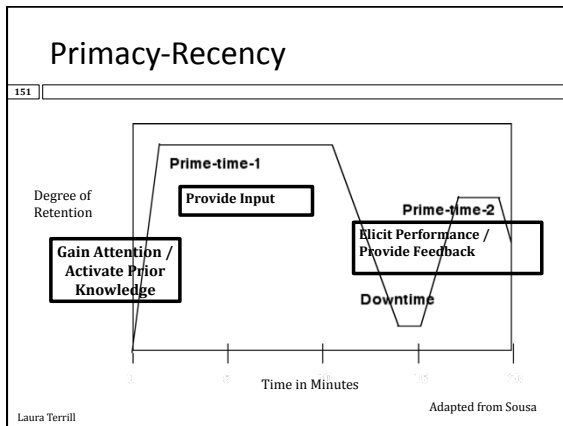 Primacy-Recency
151
Prime-time-1
Degree of
Retention
Provide Input
Prime-time-2
Elicit Performance /
Provide Feedback
Gain Attention /
Activate Prior
Knowledge
Downtime
Time in Minutes
Adapted from Sousa
Laura Terrill